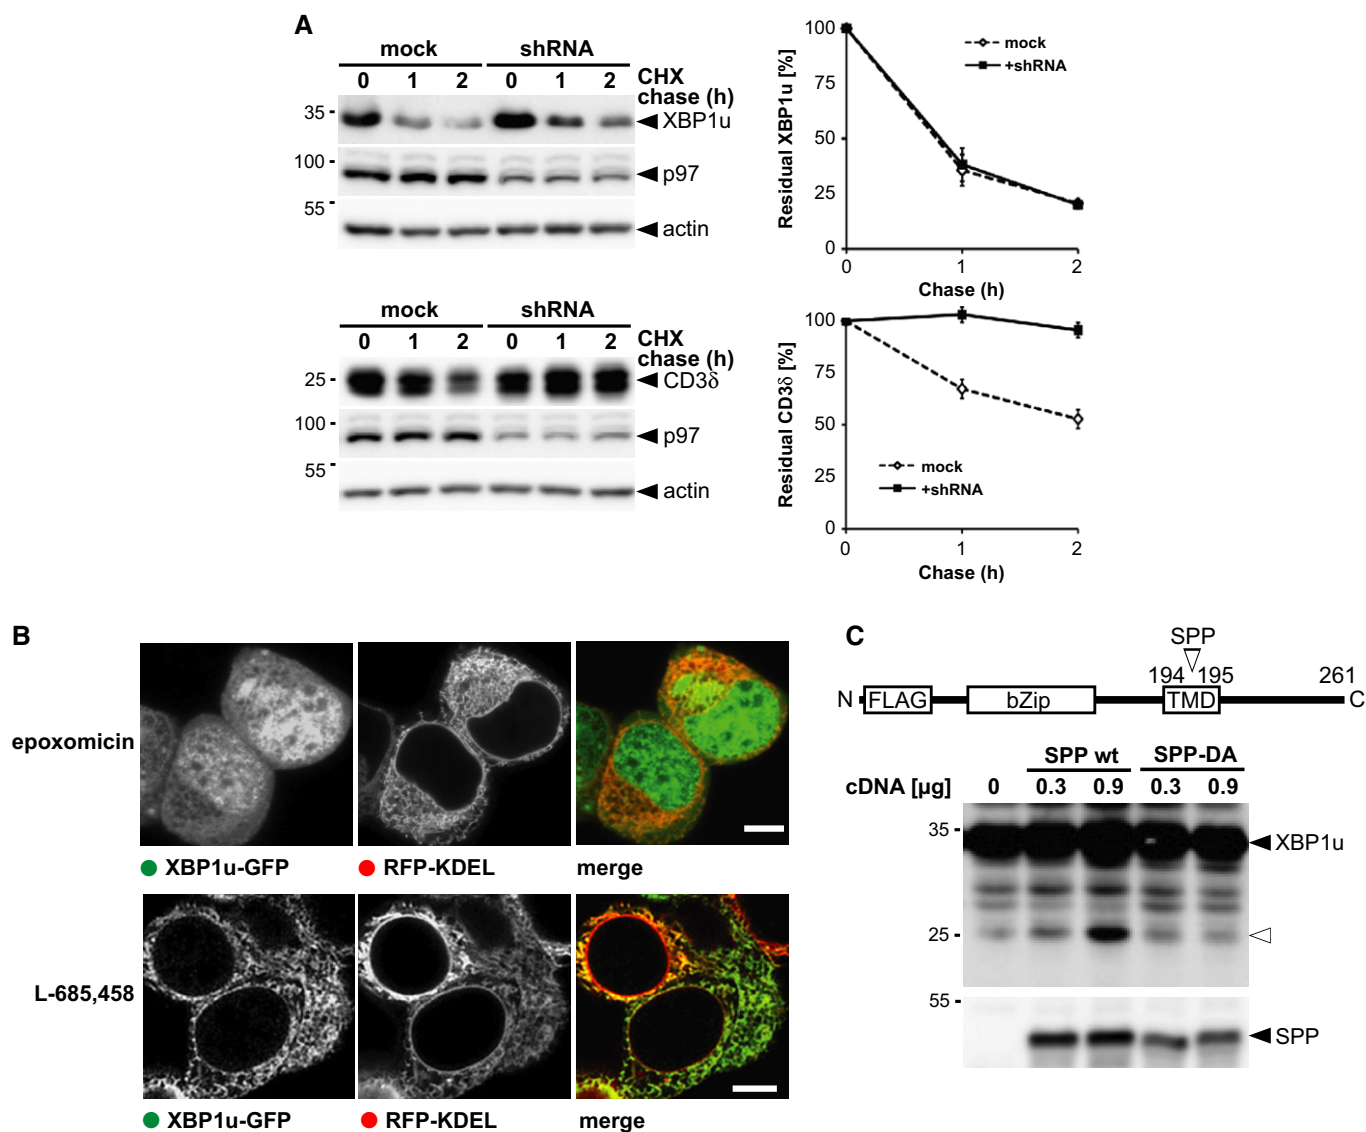 A
mock shRNA
0 1 2 0 1 2 CHX chase (h)
35 XBP1u
100 p97
55
actin
100
75
50
25
0
Residual XBP1u [%]
mock
+shRNA
0 1 2
Chase (h)
mock shRNA
0 1 2 0 1 2 CHX chase (h)
25 CD3δ
100 p97
55
actin
100
75
50
25
0
Residual CD3δ [%]
mock
+shRNA
0 1 2
Chase (h)
B
epoxomicin
XBP1u-GFP RFP-KDEL merge
L-685,458
XBP1u-GFP RFP-KDEL merge
C
SPP
194 195 261
N FLAG bZip TMD C
SPP wt SPP-DA
cDNA [µg] 0 0.3 0.9 0.3 0.9
35 XBP1u
25
55
SPP